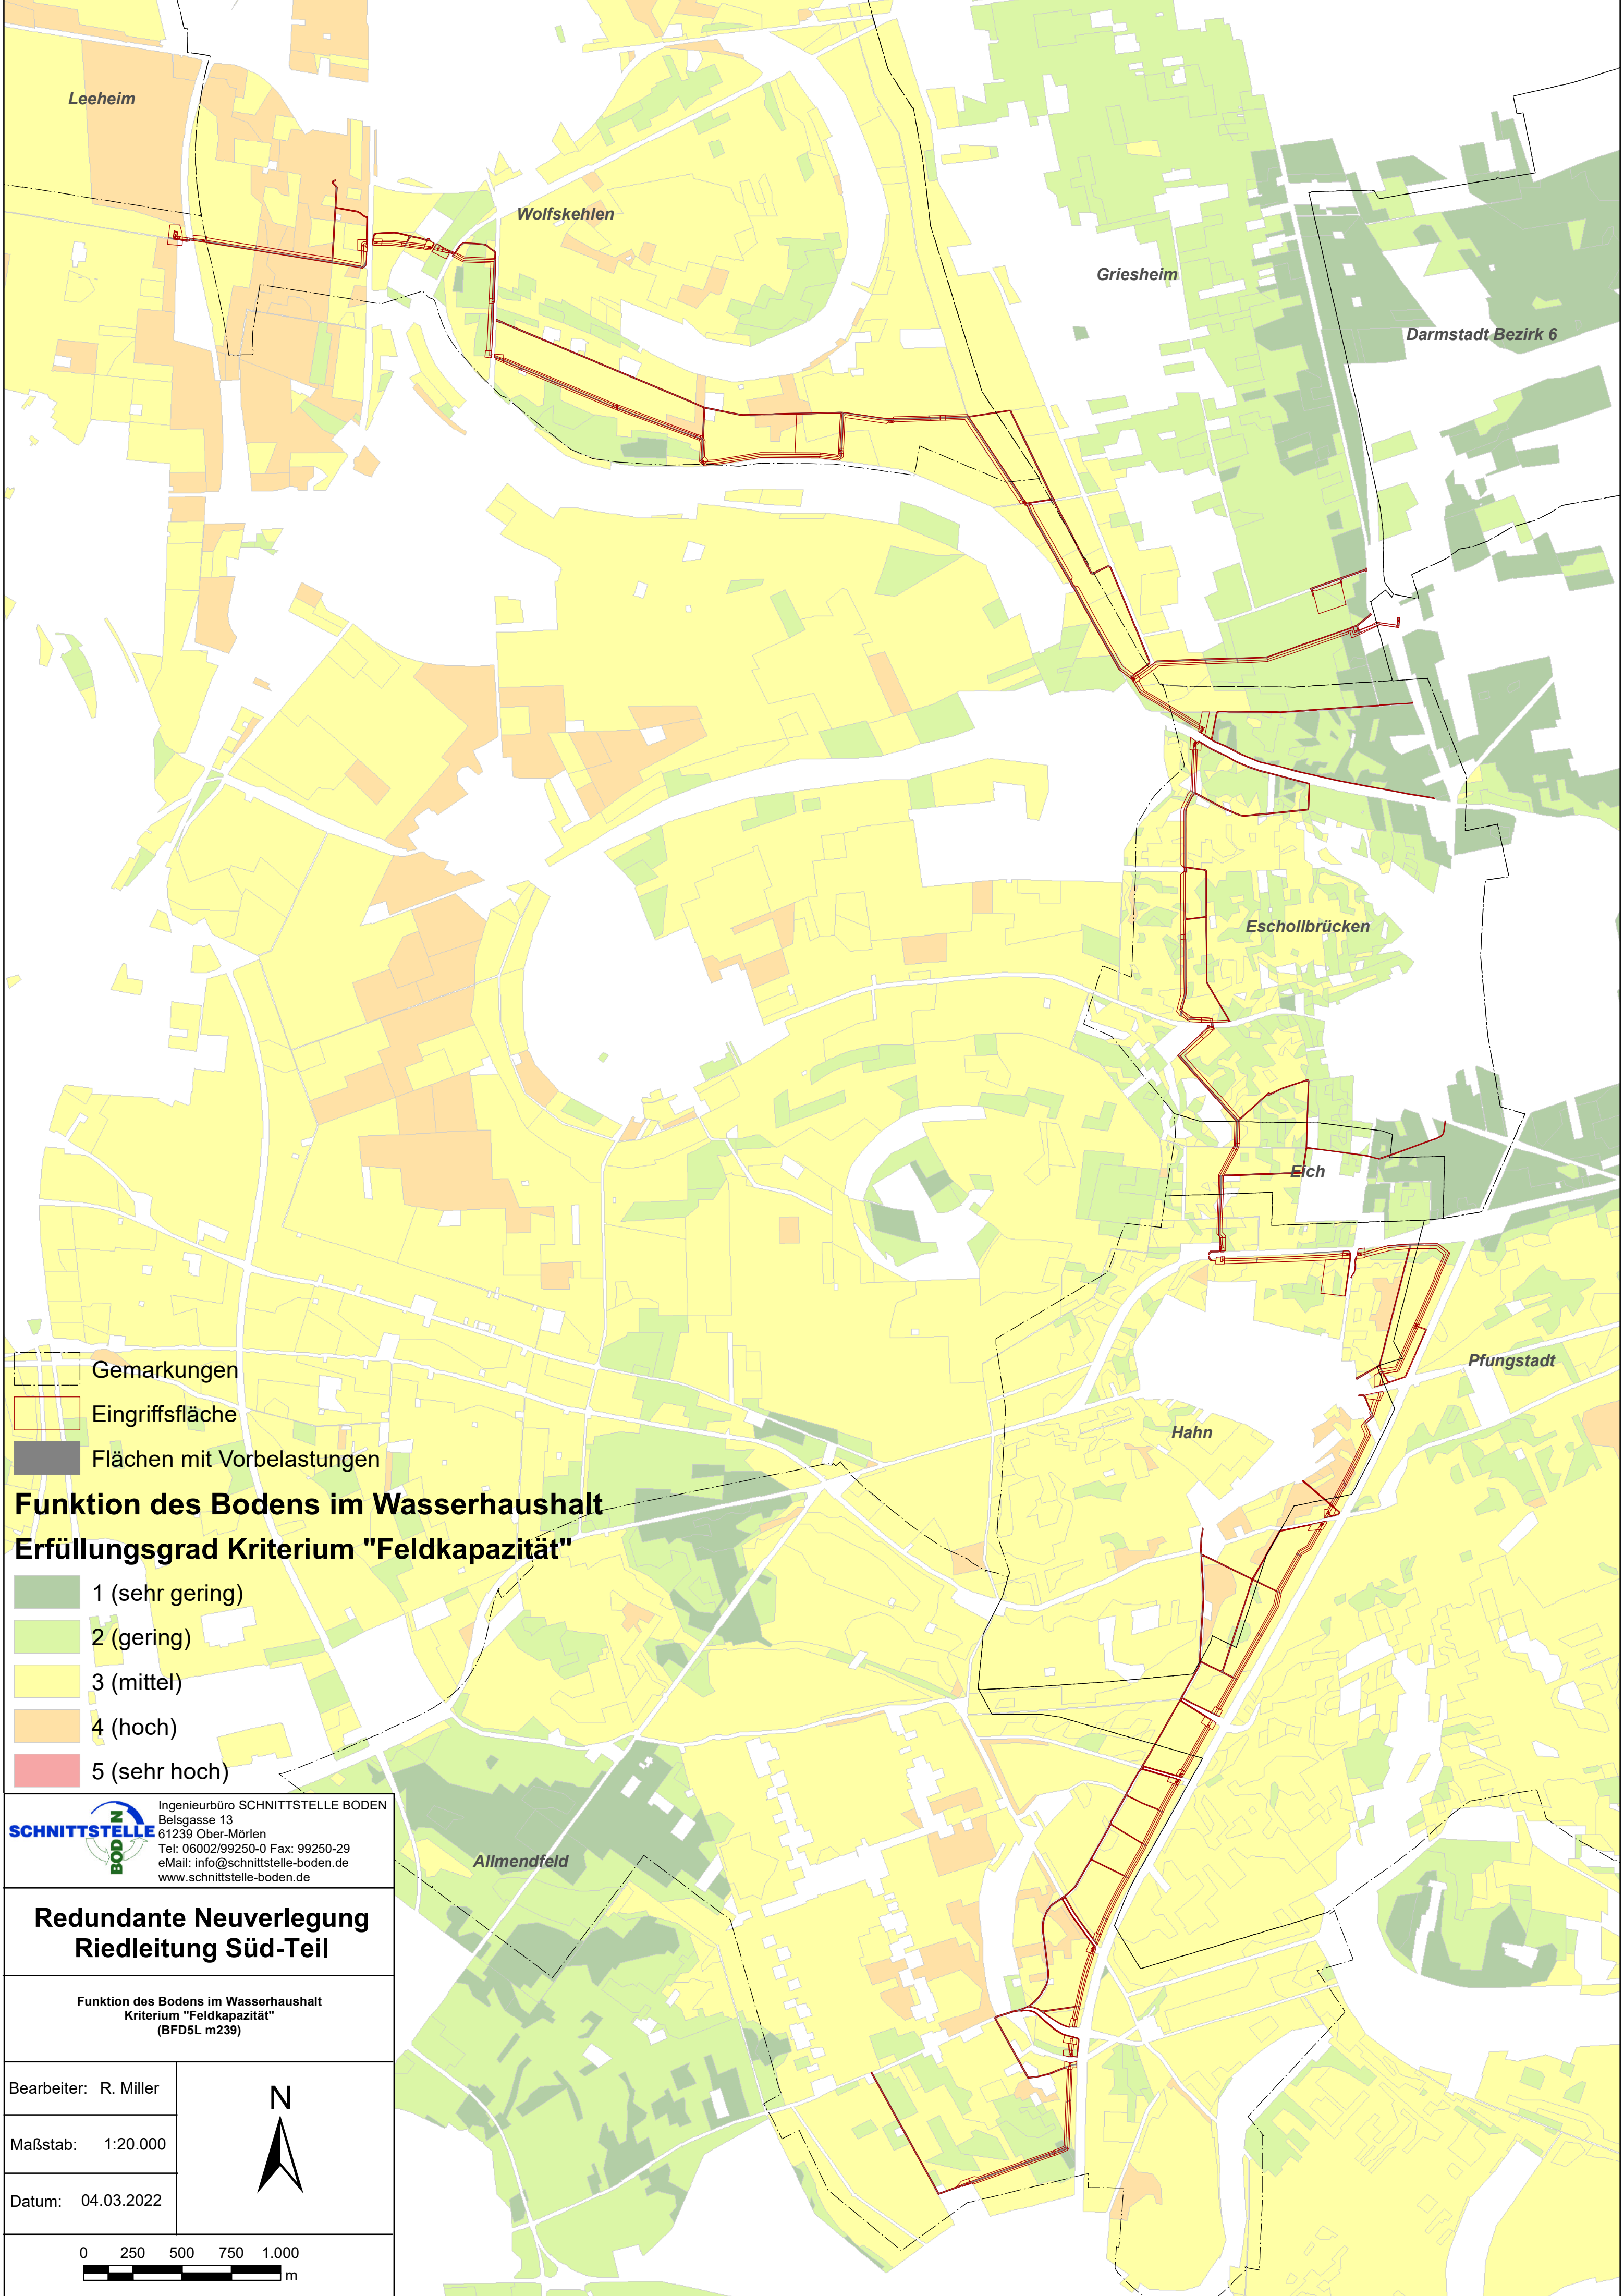 Leeheim
Wolfskehlen
Griesheim
Darmstadt Bezirk 6
Eschollbrücken
Eich
Pfungstadt
Hahn
Allmendfeld
Gemarkungen
Eingriffsfläche
Flächen mit Vorbelastungen
Funktion des Bodens im Wasserhaushalt
Erfüllungsgrad Kriterium "Feldkapazität"
1 (sehr gering)
2 (gering)
3 (mittel)
4 (hoch)
5 (sehr hoch)
SCHNITTSTELLE
BODEN
Ingenieurbüro SCHNITTSTELLE BODEN
Belsgasse 13
61239 Ober-Mörlen
Tel: 06002/99250-0 Fax: 99250-29
eMail: info@schnittstelle-boden.de
www.schnittstelle-boden.de
Redundante Neuverlegung
Riedleitung Süd-Teil
Funktion des Bodens im Wasserhaushalt
Kriterium "Feldkapazität"
(BFD5L m239)
Bearbeiter: R. Miller
Maßstab: 1:20.000
Datum: 04.03.2022
N
0 250 500 750 1.000
m